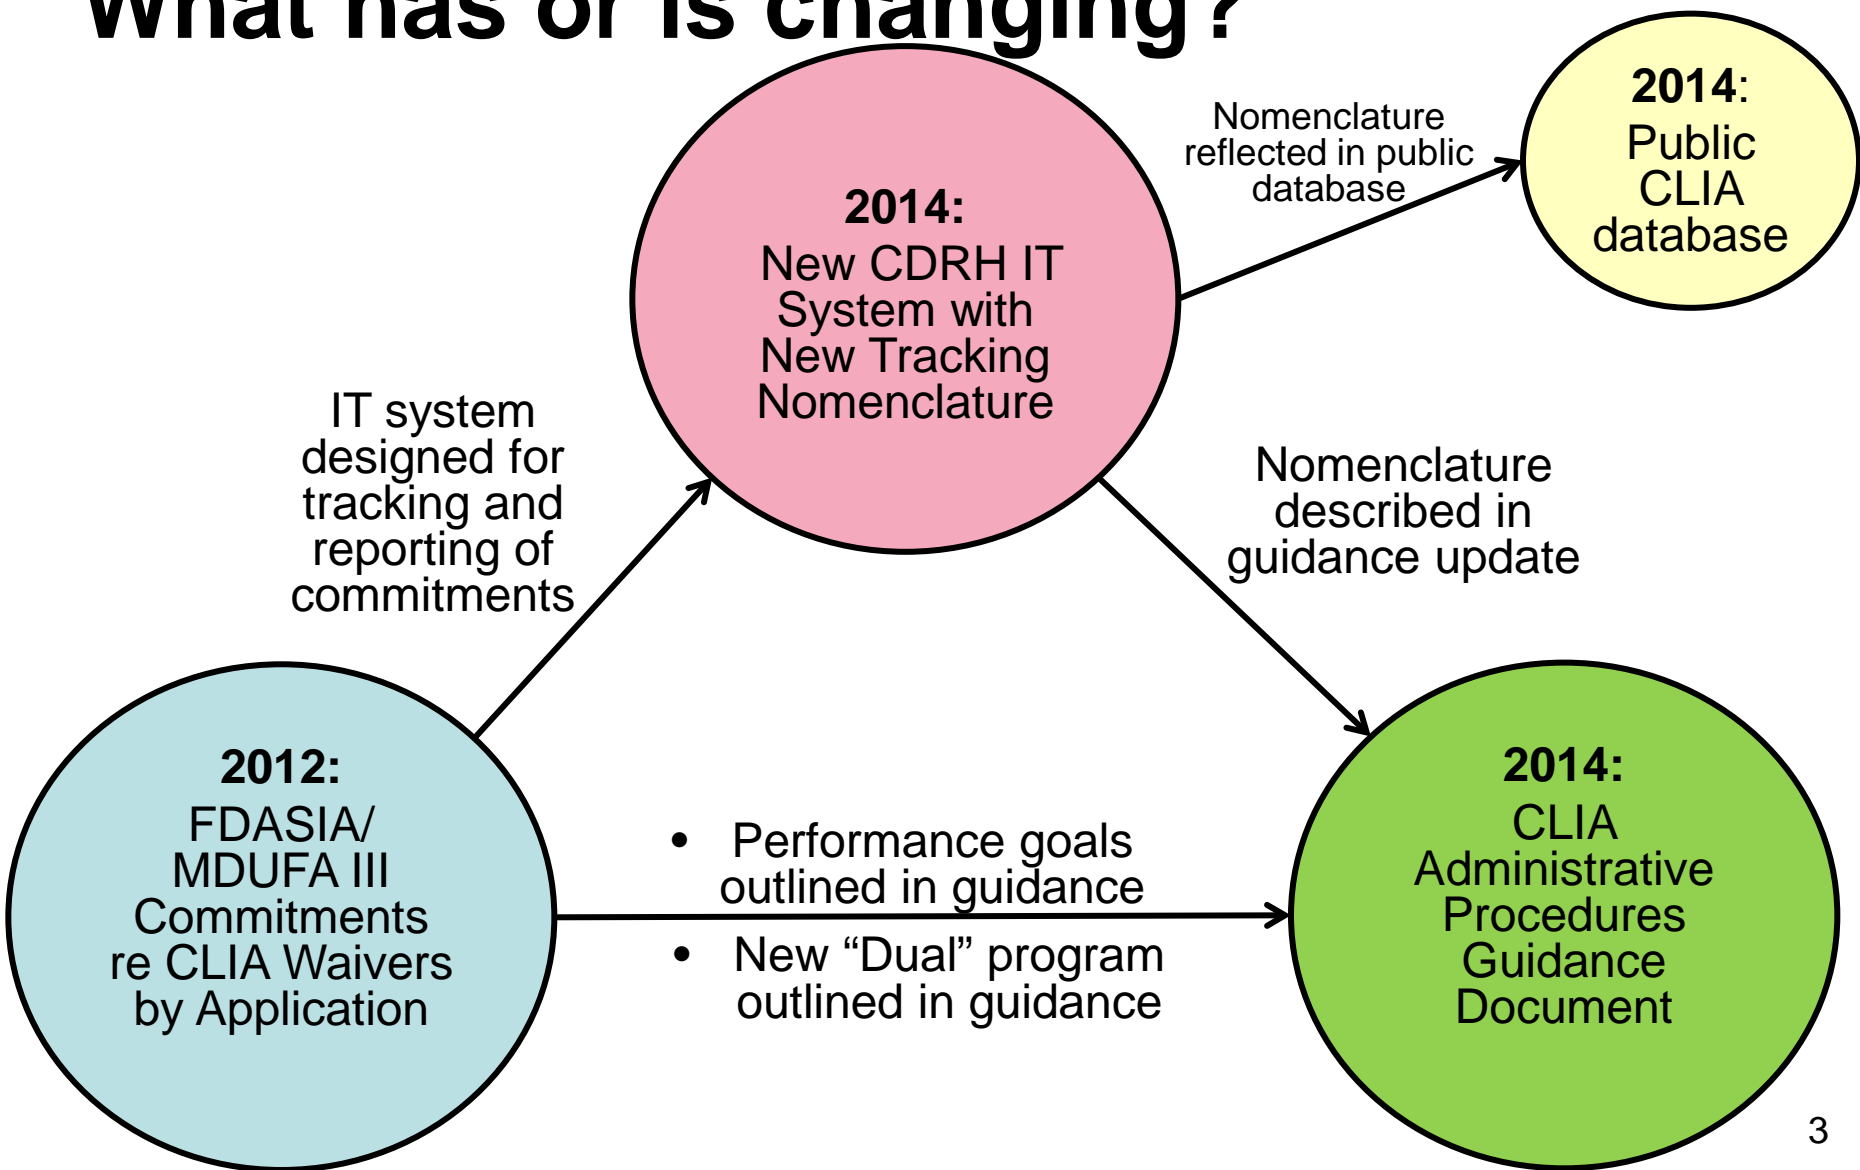 What has or is changing?
2014:
Public
CLIA
database
Nomenclature
reflected in public
database
2014:
New CDRH IT
System with
New Tracking
Nomenclature
IT system
designed for
tracking and
reporting of
commitments
Nomenclature
described in
guidance update
2012:
FDASIA/
MDUFA III
Commitments
re CLIA Waivers
by Application
• Performance goals
outlined in guidance
• New “Dual” program
outlined in guidance
2014:
CLIA
Administrative
Procedures
Guidance
Document
3